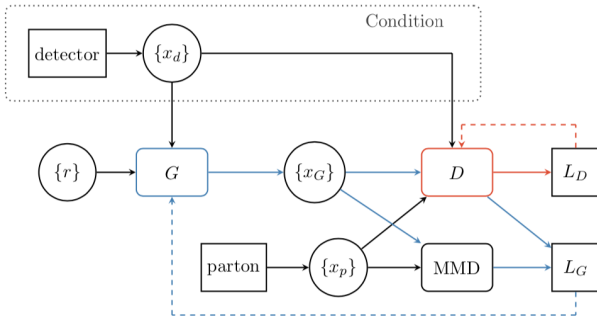 Condition
detector
{x_d}
{r}
G
{x_G}
D
L_D
parton
{x_p}
MMD
L_G